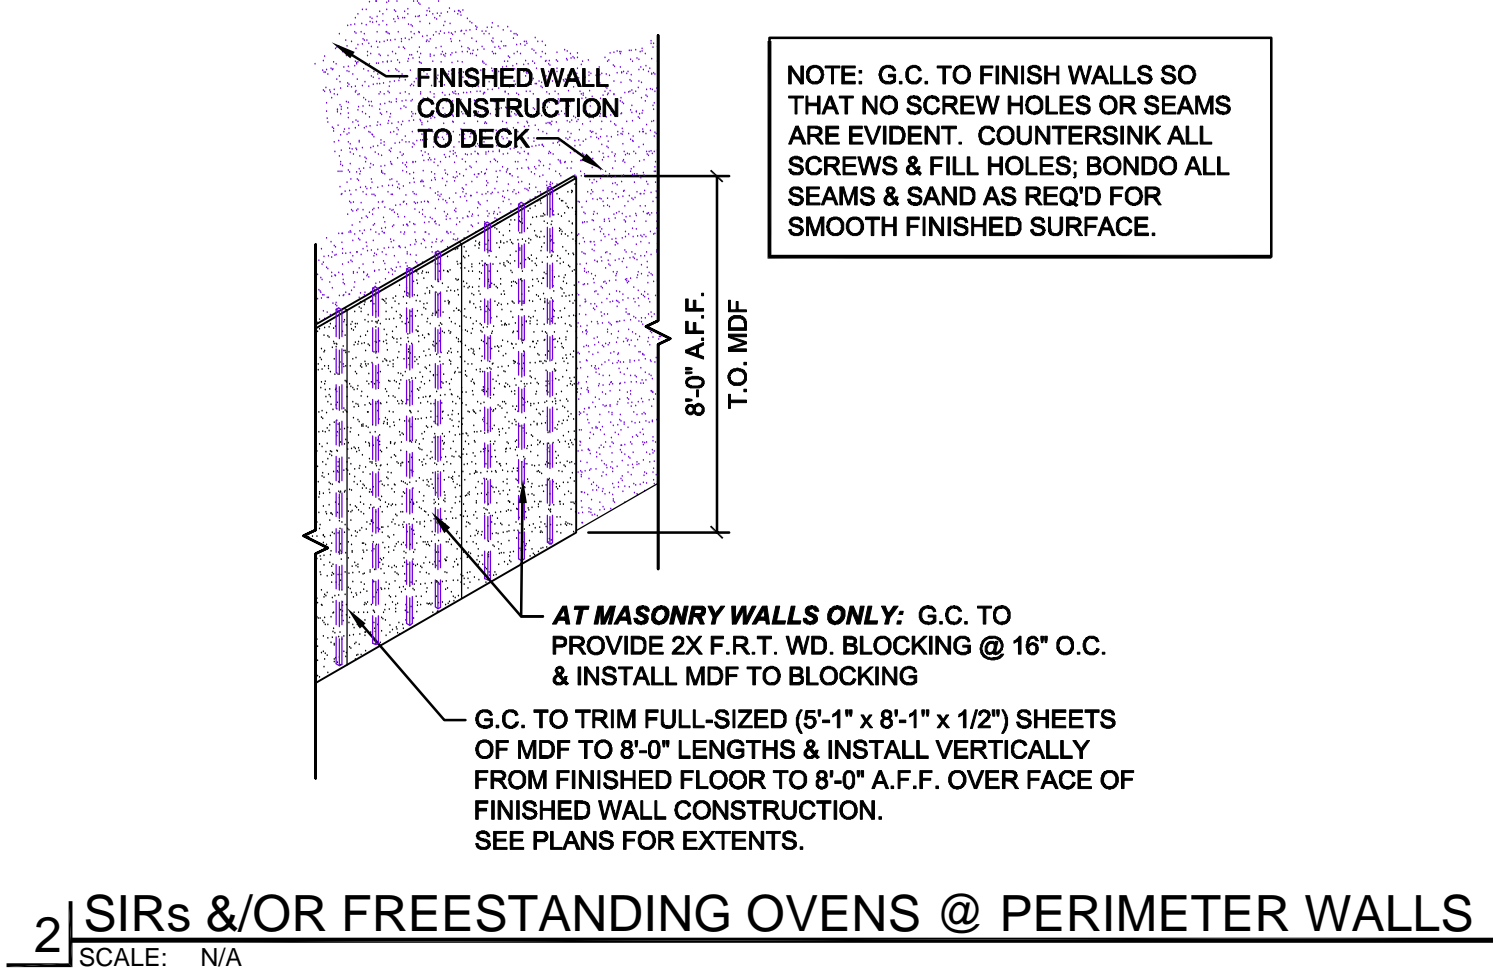 FINISHED WALL
CONSTRUCTION
TO DECK
NOTE: G.C. TO FINISH WALLS SO
THAT NO SCREW HOLES OR SEAMS
ARE EVIDENT. COUNTERSINK ALL
SCREWS & FILL HOLES; BONDO ALL
SEAMS & SAND AS REQ'D FOR
SMOOTH FINISHED SURFACE.
8'-0" A.F.F.
T.O. MDF
AT MASONRY WALLS ONLY: G.C. TO
PROVIDE 2X F.R.T. WD. BLOCKING @ 16" O.C.
& INSTALL MDF TO BLOCKING
G.C. TO TRIM FULL-SIZED (5'-1" x 8'-1" x 1/2") SHEETS
OF MDF TO 8'-0" LENGTHS & INSTALL VERTICALLY
FROM FINISHED FLOOR TO 8'-0" A.F.F. OVER FACE OF
FINISHED WALL CONSTRUCTION.
SEE PLANS FOR EXTENTS.
2 SIRs &/OR FREESTANDING OVENS @ PERIMETER WALLS
SCALE: N/A